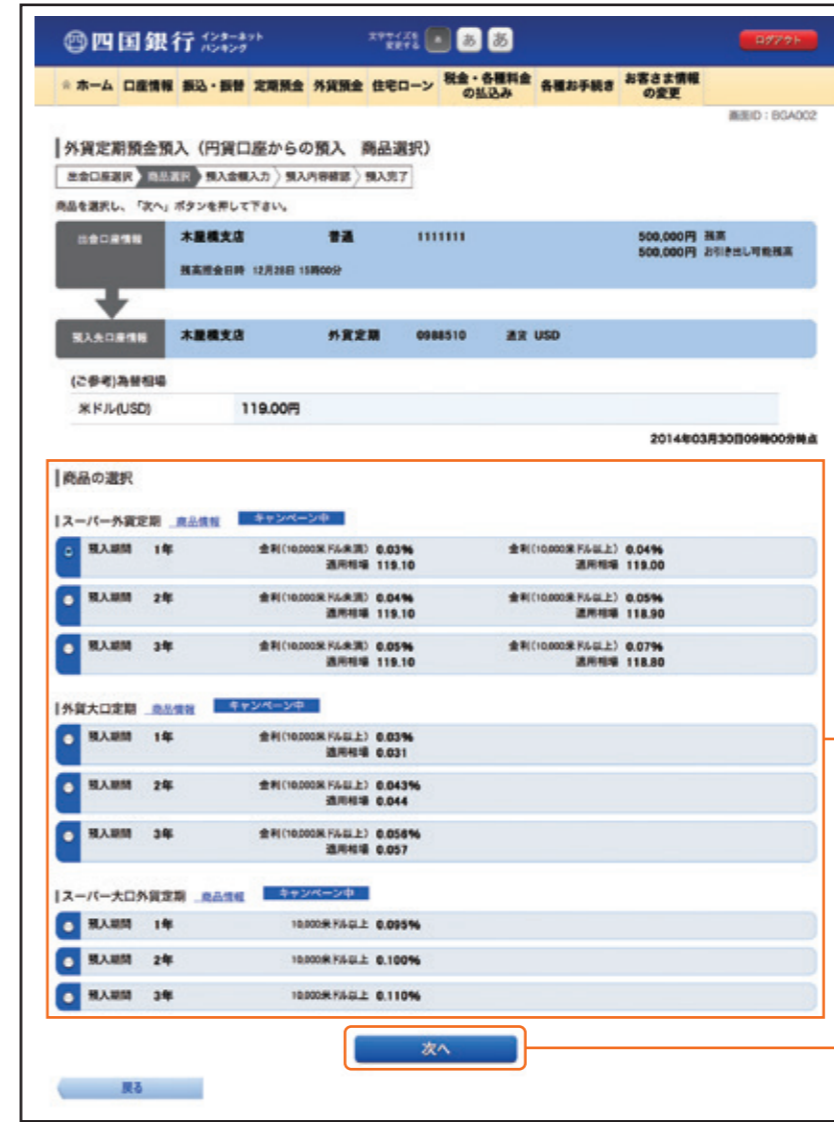 四国銀行 インターネット バンキング
文字サイズを 変更する あ あ あ
ログアウト
ホーム 口座情報 振込・振替 定期預金 外貨預金 住宅ローン 税金・各種料金の払込み 各種お手続き お客さま情報の変更
画面ID:BGA002
外貨定期預金預入(円貨口座からの預入 商品選択)
出金口座選択 商品選択 預入金額入力 預入内容確認 預入完了
商品を選択し、「次へ」ボタンを押して下さい。
出金口座情報 木屋橋支店 普通 1111111 500,000円 残高
500,000円 お引き出し可能残高
残高照会日時 12月28日 15時00分
預入先口座情報 木屋橋支店 外貨定期 0988510 通貨 USD
(ご参考)為替相場
米ドル(USD) 119.00円
2014年03月30日09時00分時点
商品の選択
スーパー外貨定期 商品情報 キャンペーン中
預入期間 1年 金利(10,000米ドル未満) 0.03% 金利(10,000米ドル以上) 0.04%
適用相場 119.10 適用相場 119.00
預入期間 2年 金利(10,000米ドル未満) 0.04% 金利(10,000米ドル以上) 0.05%
適用相場 119.10 適用相場 118.90
預入期間 3年 金利(10,000米ドル未満) 0.05% 金利(10,000米ドル以上) 0.07%
適用相場 119.10 適用相場 118.80
外貨大口定期 商品情報 キャンペーン中
預入期間 1年 金利(10,000米ドル以上) 0.03%
適用相場 0.031
預入期間 2年 金利(10,000米ドル以上) 0.043%
適用相場 0.044
預入期間 3年 金利(10,000米ドル以上) 0.056%
適用相場 0.057
スーパー大口外貨定期 商品情報 キャンペーン中
預入期間 1年 10,000米ドル以上 0.095%
預入期間 2年 10,000米ドル以上 0.100%
預入期間 3年 10,000米ドル以上 0.110%
次へ
戻る